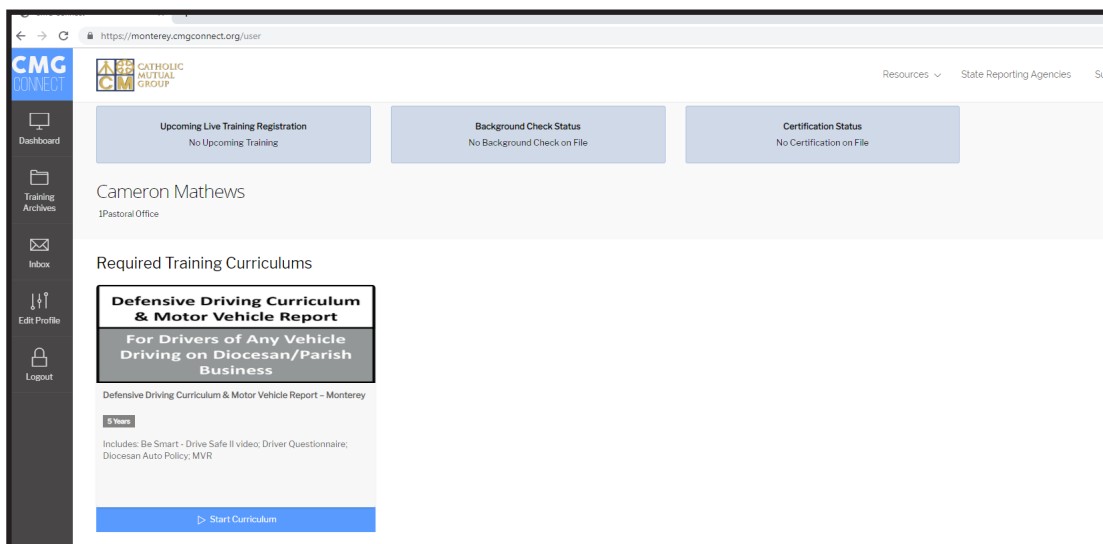 https://monterey.cmgconnect.org/user
CMG
CONNECT
CATHOLIC
MUTUAL
GROUP
CM
Resources
State Reporting Agencies
Dashboard
Training
Archives
Inbox
Edit Profile
Logout
Upcoming Live Training Registration
No Upcoming Training
Background Check Status
No Background Check on File
Certification Status
No Certification on File
Cameron Mathews
1Pastoral Office
Required Training Curriculums
Defensive Driving Curriculum
& Motor Vehicle Report
For Drivers of Any Vehicle
Driving on Diocesan/Parish
Business
Defensive Driving Curriculum & Motor Vehicle Report – Monterey
5 Years
Includes: Be Smart - Drive Safe II video; Driver Questionnaire;
Diocesan Auto Policy; MVR
Start Curriculum